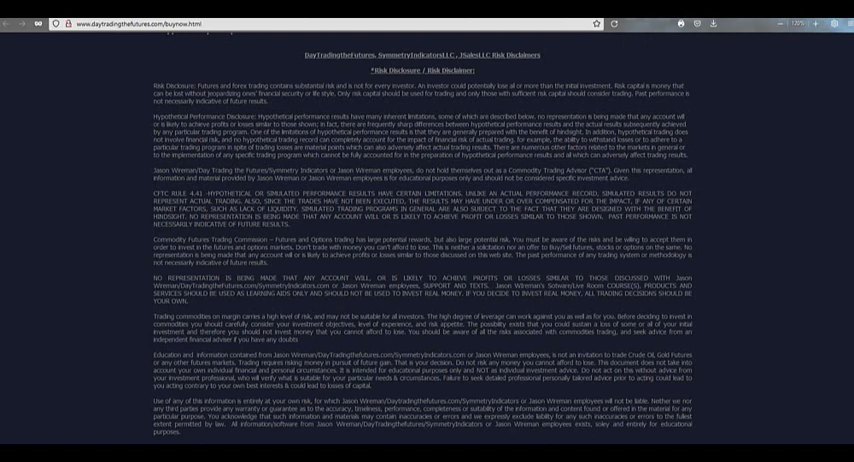 www.daytradingthefutures.com/buynow.html
120%
DayTradingtheFutures, SymmetryIndicatorsLLC, JSalesLLC Risk Disclaimers
*Risk Disclosure / Risk Disclaimer:
Risk Disclosure: Futures and forex trading contains substantial risk and is not for every investor. An investor could potentially lose all or more than the initial investment. Risk capital is money that
can be lost without jeopardizing ones' financial security or life style. Only risk capital should be used for trading and only those with sufficient risk capital should consider trading. Past performance is
not necessarily indicative of future results.
Hypothetical Performance Disclosure: Hypothetical performance results have many inherent limitations, some of which are described below. no representation is being made that any account will
or is likely to achieve profits or losses similar to those shown; in fact, there are frequently sharp differences between hypothetical performance results and the actual results subsequently achieved
by any particular trading program. One of the limitations of hypothetical performance results is that they are generally prepared with the benefit of hindsight. In addition, hypothetical trading does
not involve financial risk, and no hypothetical trading record can completely account for the impact of financial risk of actual trading. For example, the ability to withstand losses or to adhere to a
particular trading program in spite of trading losses are material points which can also adversely affect actual trading results. There are numerous other factors related to the markets in general or
to the implementation of any specific trading program which cannot be fully accounted for in the preparation of hypothetical performance results and all which can adversely affect trading results.
Jason Wireman/Day Trading the Futures/Symmetry Indicators or Jason Wireman employees, do not hold themselves out as a Commodity Trading Advisor ("CTA"). Given this representation, all
information and material provided by Jason Wireman or Jason Wireman employees is for educational purposes only and should not be considered specific investment advice.
CFTC RULE 4.41 -HYPOTHETICAL OR SIMULATED PERFORMANCE RESULTS HAVE CERTAIN LIMITATIONS. UNLIKE AN ACTUAL PERFORMANCE RECORD, SIMULATED RESULTS DO NOT
REPRESENT ACTUAL TRADING. ALSO, SINCE THE TRADES HAVE NOT BEEN EXECUTED, THE RESULTS MAY HAVE UNDER OR OVER COMPENSATED FOR THE IMPACT, IF ANY OF CERTAIN
MARKET FACTORS, SUCH AS LACK OF LIQUIDITY. SIMULATED TRADING PROGRAMS IN GENERAL ARE ALSO SUBJECT TO THE FACT THAT THEY ARE DESIGNED WITH THE BENEFIT OF
HINDSIGHT. NO REPRESENTATION IS BEING MADE THAT ANY ACCOUNT WILL OR IS LIKELY TO ACHIEVE PROFIT OR LOSSES SIMILAR TO THOSE SHOWN. PAST PERFORMANCE IS NOT
NECESSARILY INDICATIVE OF FUTURE RESULTS.
Commodity Futures Trading Commission – Futures and Options trading has large potential rewards, but also large potential risk. You must be aware of the risks and be willing to accept them in
order to invest in the futures and options markets. Don't trade with money you can't afford to lose. This is neither a solicitation nor an offer to Buy/Sell futures, stocks or options on the same. No
representation is being made that any account will or is likely to achieve profits or losses similar to those discussed on this web site. The past performance of any trading system or methodology is
not necessarily indicative of future results.
NO REPRESENTATION IS BEING MADE THAT ANY ACCOUNT WILL, OR IS LIKELY TO ACHIEVE PROFITS OR LOSSES SIMILAR TO THOSE DISCUSSED WITH Jason
Wireman/DayTradingthefutures.com/SymmetryIndicators.com or Jason Wireman employees, SUPPORT AND TEXTS. Jason Wireman's Sotware/Live Room COURSE(S), PRODUCTS AND
SERVICES SHOULD BE USED AS LEARNING AIDS ONLY AND SHOULD NOT BE USED TO INVEST REAL MONEY. IF YOU DECIDE TO INVEST REAL MONEY, ALL TRADING DECISIONS SHOULD BE
YOUR OWN.
Trading commodities on margin carries a high level of risk, and may not be suitable for all investors. The high degree of leverage can work against you as well as for you. Before deciding to invest in
commodities you should carefully consider your investment objectives, level of experience, and risk appetite. The possibility exists that you could sustain a loss of some or all of your initial
investment and therefore you should not invest money that you cannot afford to lose. You should be aware of all the risks associated with commodities trading, and seek advice from an
independent financial adviser if you have any doubts
Education and information contained from Jason Wireman/DayTradingthefutures.com/SymmetryIndicators.com or Jason Wireman employees, is not an invitation to trade Crude Oil, Gold Futures
or any other futures markets. Trading requires risking money in pursuit of future gain. That is your decision. Do not risk any money you cannot afford to lose. This document does not take into
account your own individual financial and personal circumstances. It is intended for educational purposes only and NOT as individual investment advice. Do not act on this without advice from
your investment professional, who will verify what is suitable for your particular needs & circumstances. Failure to seek detailed professional personally tailored advice prior to acting could lead to
you acting contrary to your own best interests & could lead to losses of capital.
Use of any of this information is entirely at your own risk, for which Jason Wireman/Daytradingthefutures.com/SymmetryIndicators or Jason Wireman employees will not be liable. Neither we nor
any third parties provide any warranty or guarantee as to the accuracy, timeliness, performance, completeness or suitability of the information and content found or offered in the material for any
particular purpose. You acknowledge that such information and materials may contain inaccuracies or errors and we expressly exclude liability for any such inaccuracies or errors to the fullest
extent permitted by law. All information/software from Jason Wireman/DayTradingthefutures/SymmetryIndicators or Jason Wireman employees exists, soley and entirely for educational
purposes.